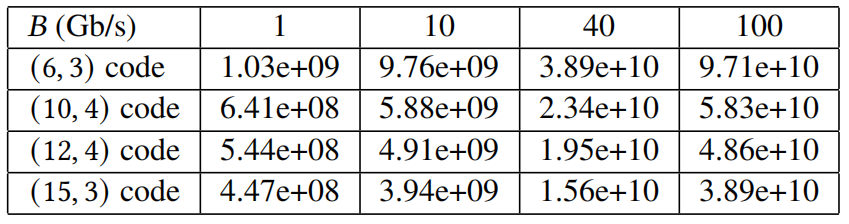 B (Gb/s) 1 10 40 100
(6, 3) code 1.03e+09 9.76e+09 3.89e+10 9.71e+10
(10, 4) code 6.41e+08 5.88e+09 2.34e+10 5.83e+10
(12, 4) code 5.44e+08 4.91e+09 1.95e+10 4.86e+10
(15, 3) code 4.47e+08 3.94e+09 1.56e+10 3.89e+10